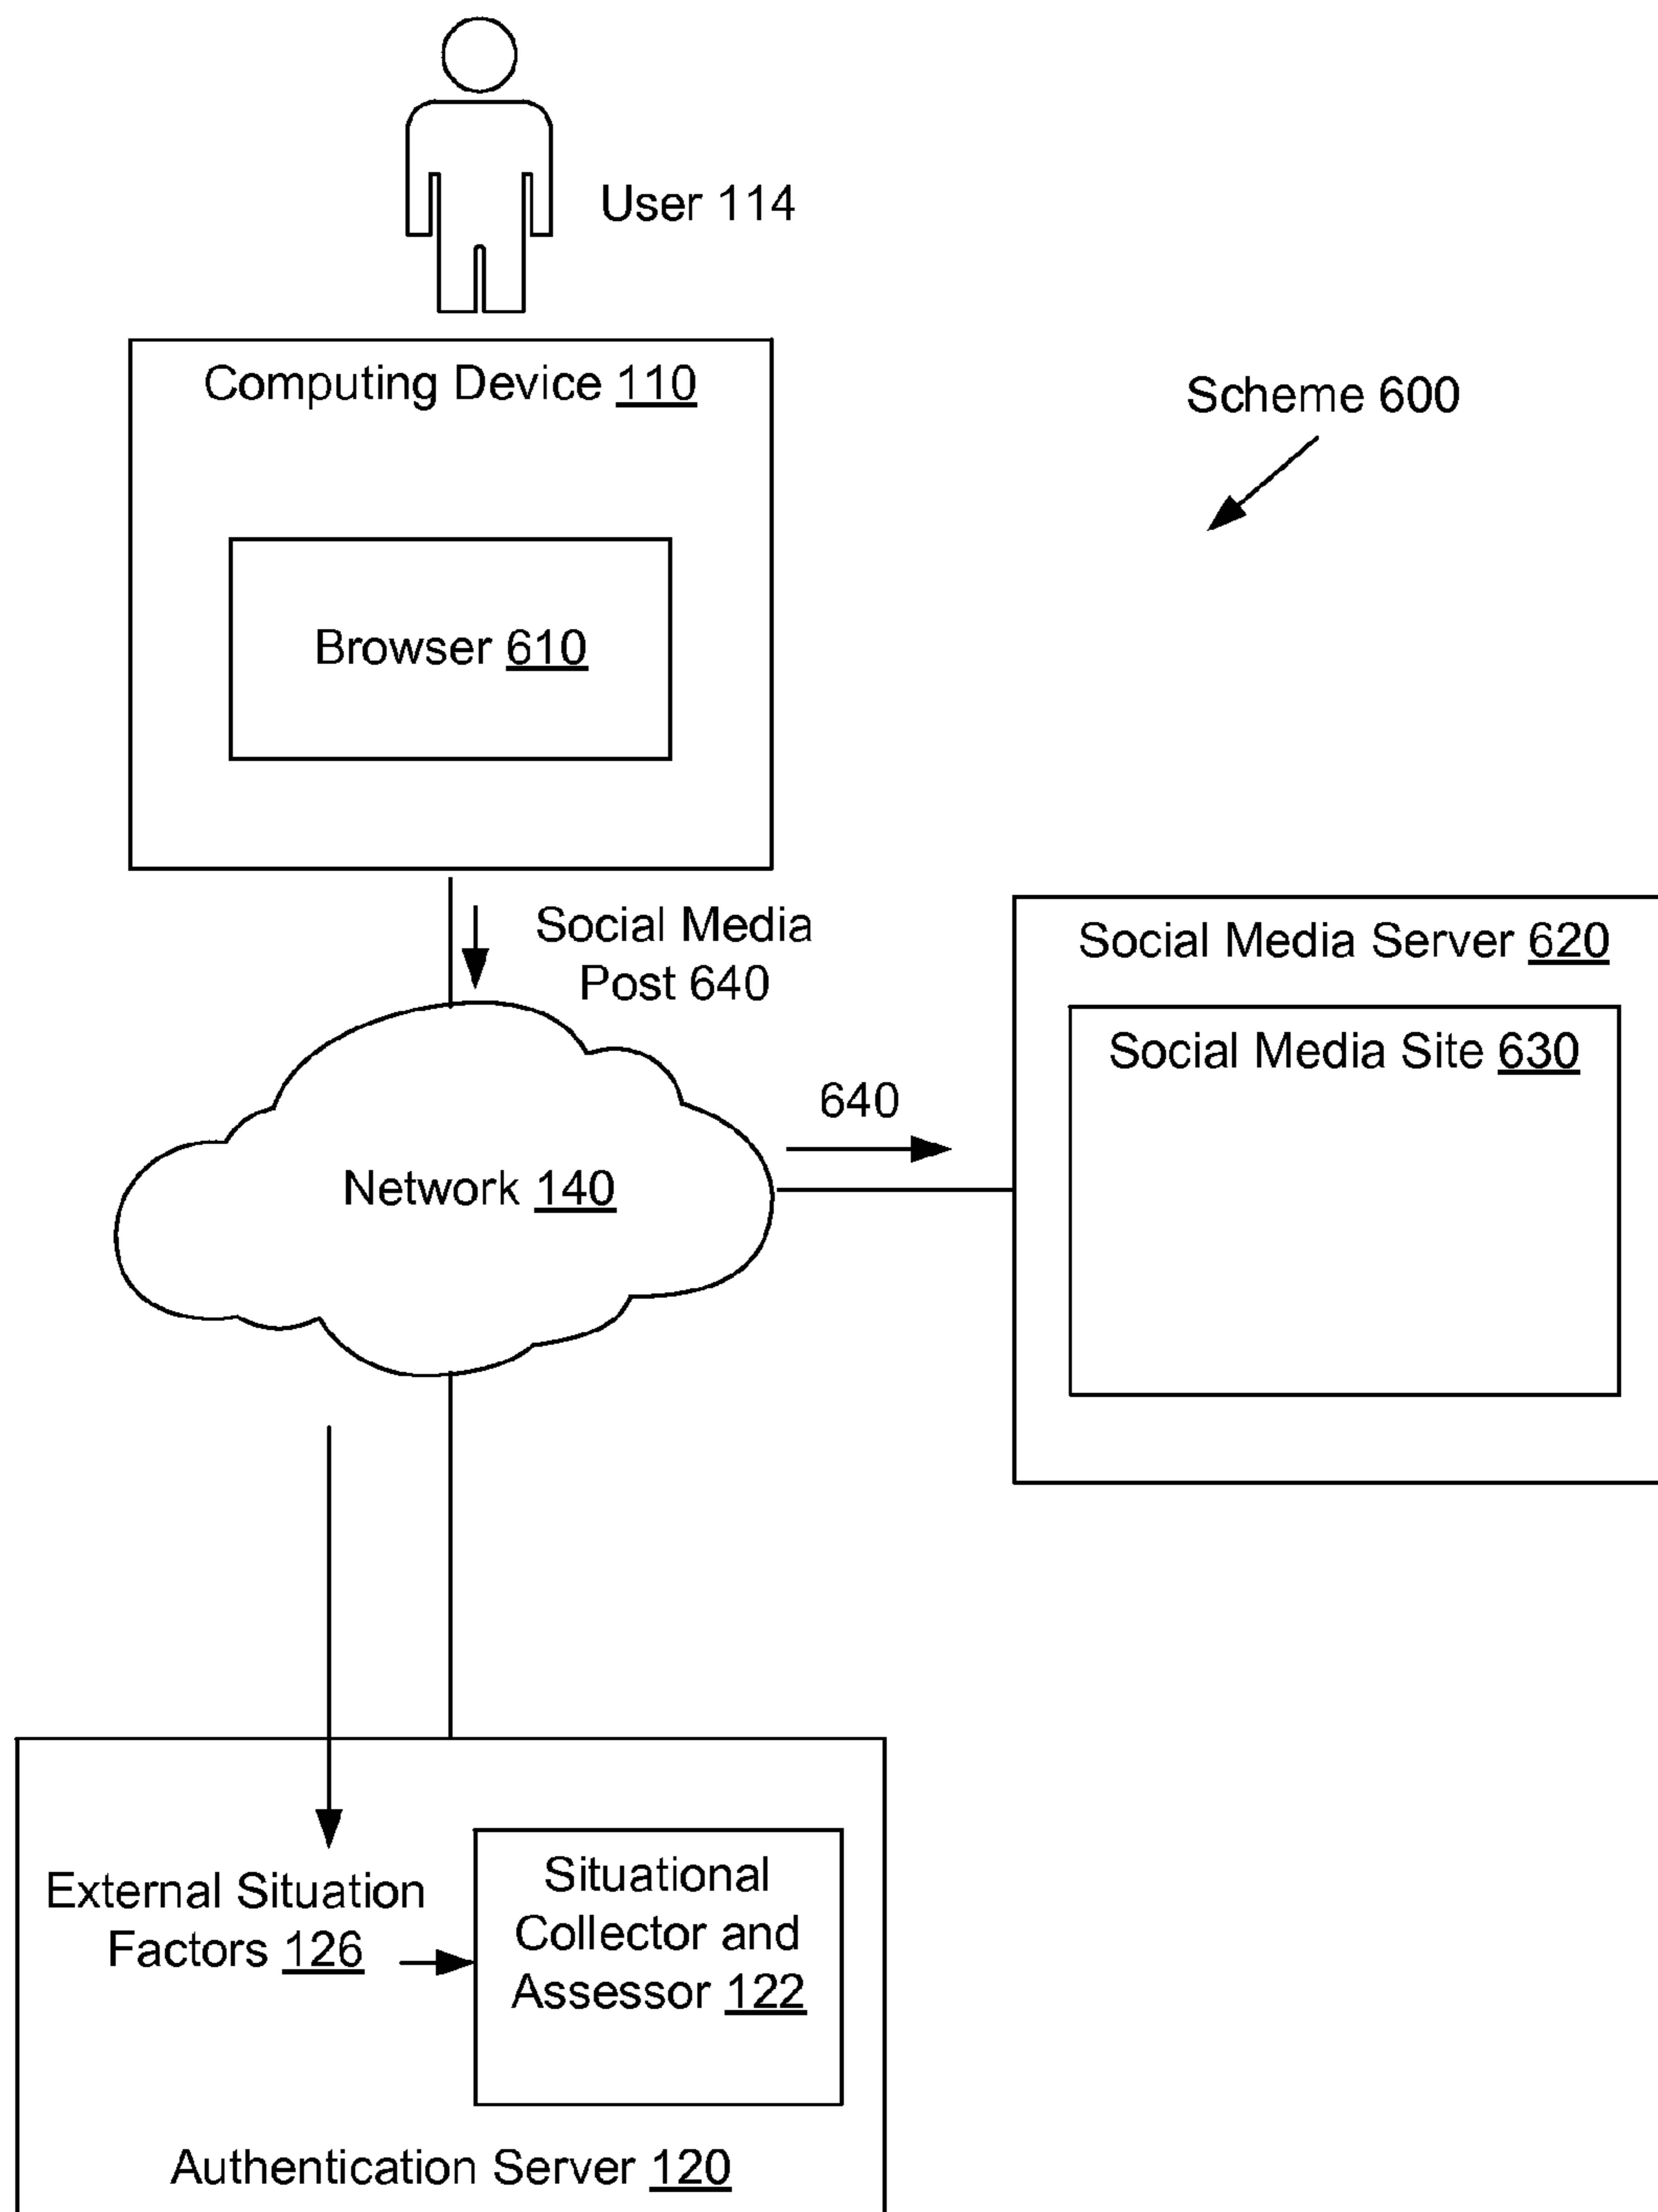 User 114
Computing Device 110
Scheme 600
Browser 610
Social Media
Post 640
Social Media Server 620
Social Media Site 630
640
Network 140
External Situation
Factors 126
Situational
Collector and
Assessor 122
Authentication Server 120